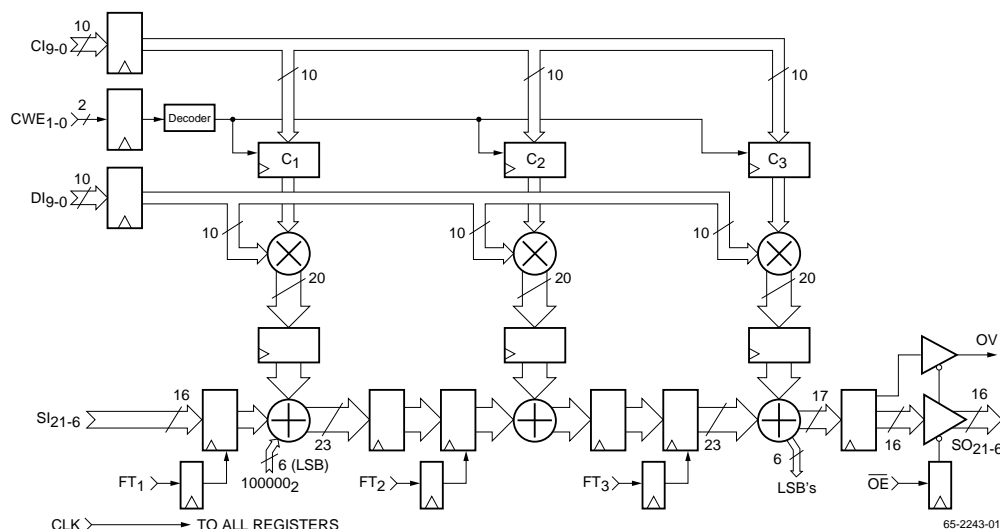 CI9-0
10
10
10
10
CWE1-0
2
Decoder
C1
C2
C3
DI9-0
10
10
10
10
20
20
20
SI21-6
16
23
6 (LSB)
1000002
23
17
6
LSB's
16
OV
16
SO21-6
FT1
FT2
FT3
OE
CLK
TO ALL REGISTERS
65-2243-01